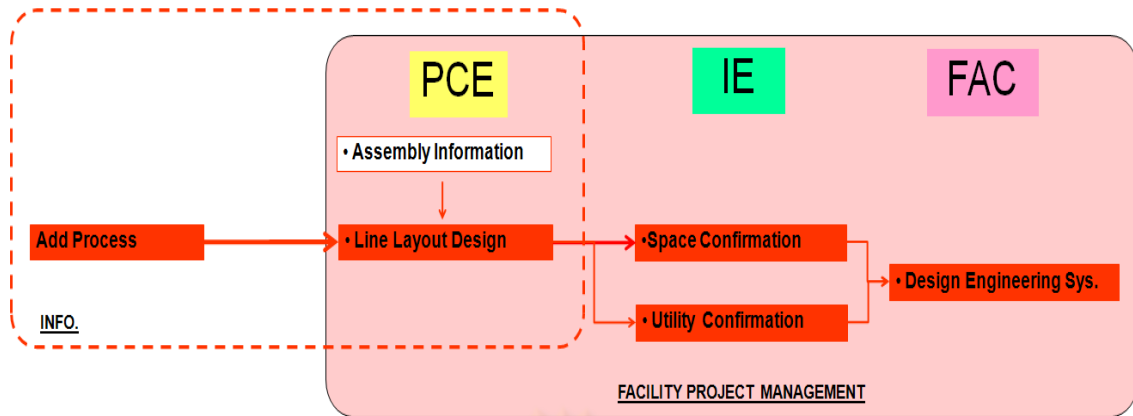 PCE
IE
FAC
• Assembly Information
Add Process
• Line Layout Design
•Space Confirmation
• Utility Confirmation
• Design Engineering Sys.
INFO.
FACILITY PROJECT MANAGEMENT